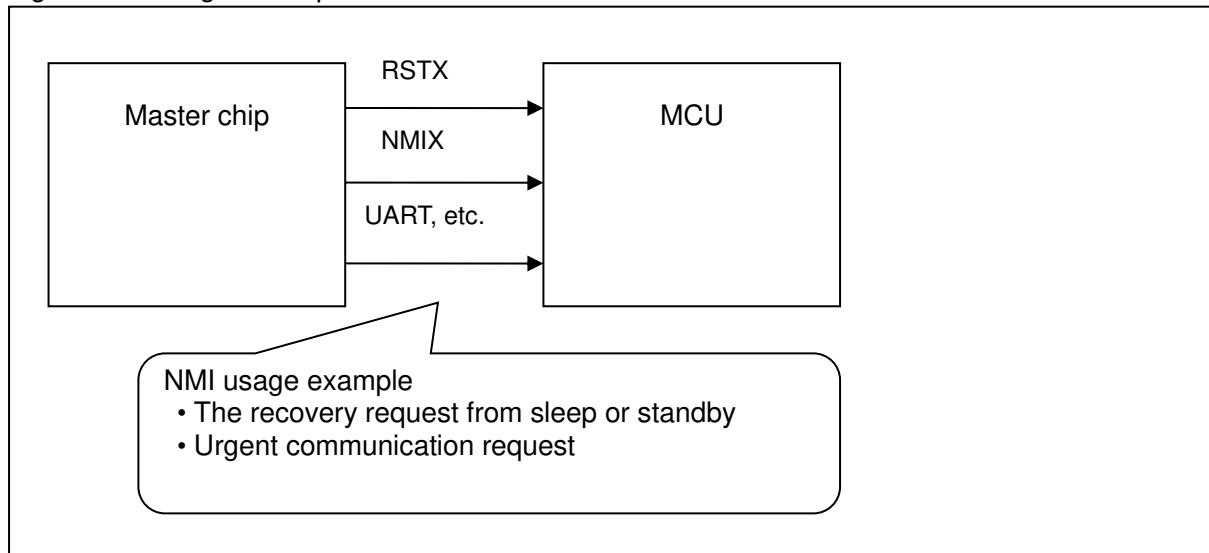 RSTX
Master chip
MCU
NMIX
UART, etc.
NMI usage example
• The recovery request from sleep or standby
• Urgent communication request